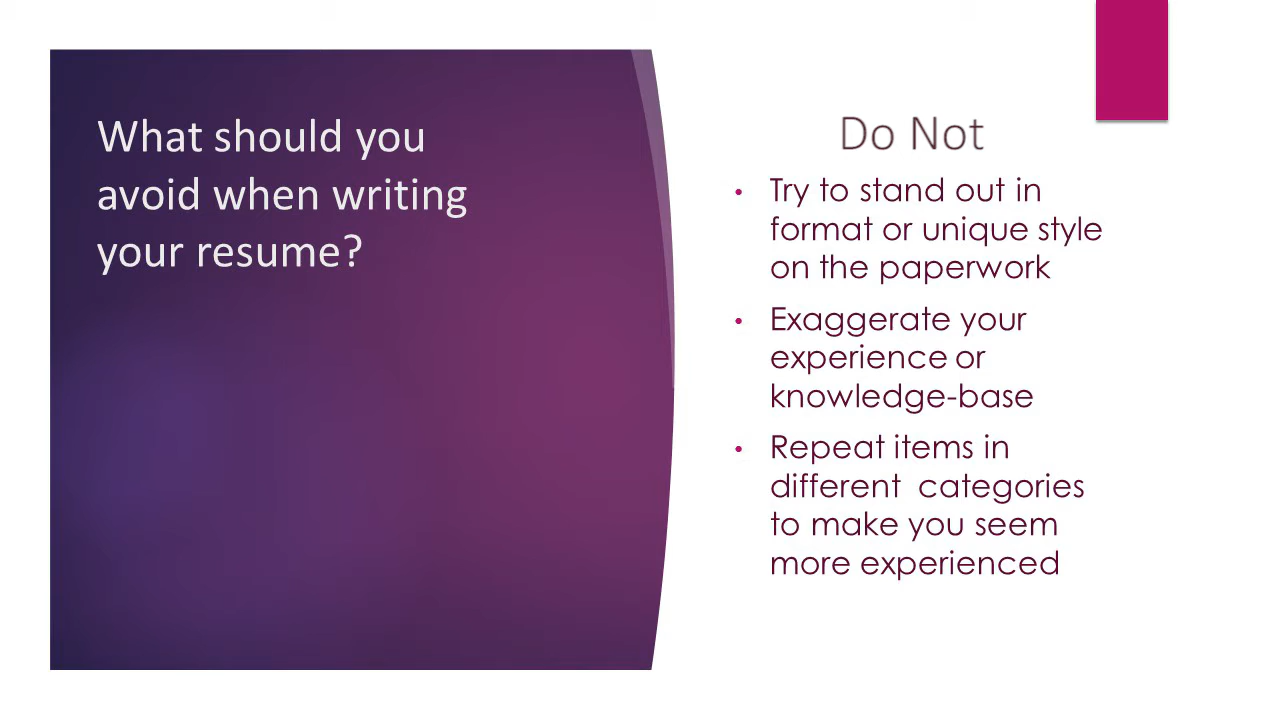 What should you
avoid when writing
your resume?
Do Not
• Try to stand out in
format or unique style
on the paperwork
• Exaggerate your
experience or
knowledge-base
• Repeat items in
different  categories
to make you seem
more experienced